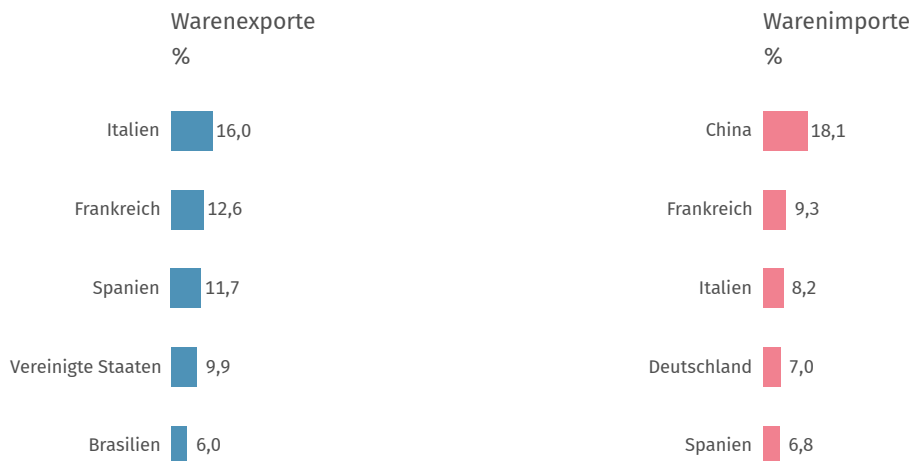 Warenexporte
%
Italien 16,0
Frankreich 12,6
Spanien 11,7
Vereinigte Staaten 9,9
Brasilien 6,0
Warenimporte
%
China 18,1
Frankreich 9,3
Italien 8,2
Deutschland 7,0
Spanien 6,8